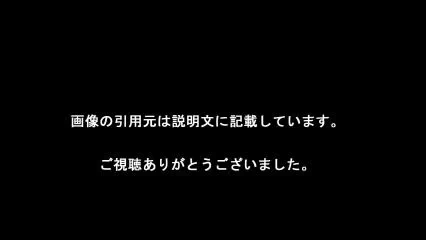 画像の引用元は説明文に記載しています。
ご視聴ありがとうございました。